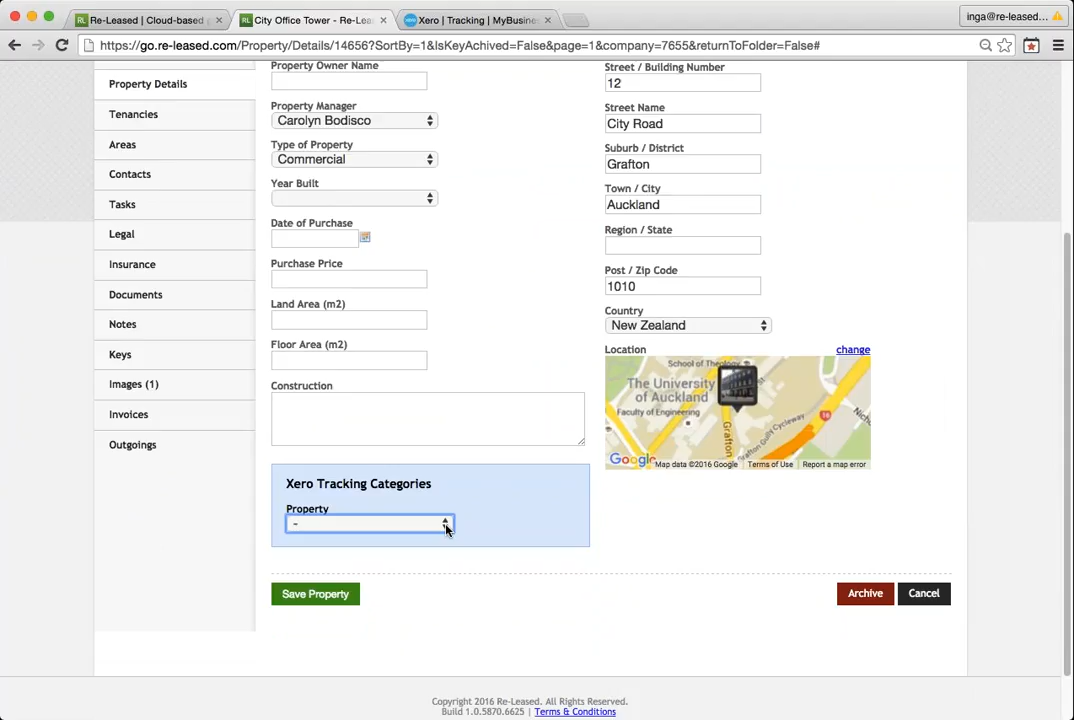 Re-Leased | Cloud-based
City Office Tower - Re-Lea
Xero | Tracking | MyBusine
inga@re-leased...
https://go.re-leased.com/Property/Details/14656?SortBy=1&IsKeyAchived=False&page=1&company=7655&returnToFolder=False#
Property Details
Tenancies
Areas
Contacts
Tasks
Legal
Insurance
Documents
Notes
Keys
Images (1)
Invoices
Outgoings
Property Owner Name
Property Manager
Carolyn Bodisco
Type of Property
Commercial
Year Built
Date of Purchase
Purchase Price
Land Area (m2)
Floor Area (m2)
Construction
Xero Tracking Categories
Property
-
Save Property
Street / Building Number
12
Street Name
City Road
Suburb / District
Grafton
Town / City
Auckland
Region / State
Post / Zip Code
1010
Country
New Zealand
Location
change
School of Theology
The University
of Auckland
Faculty of Engineering
Grafton
Grafton Gully Cycleway
16
Google
Map data ©2016 Google
Terms of Use
Report a map error
Archive
Cancel
Copyright 2016 Re-Leased. All Rights Reserved.
Build 1.0.5870.6625 | Terms & Conditions